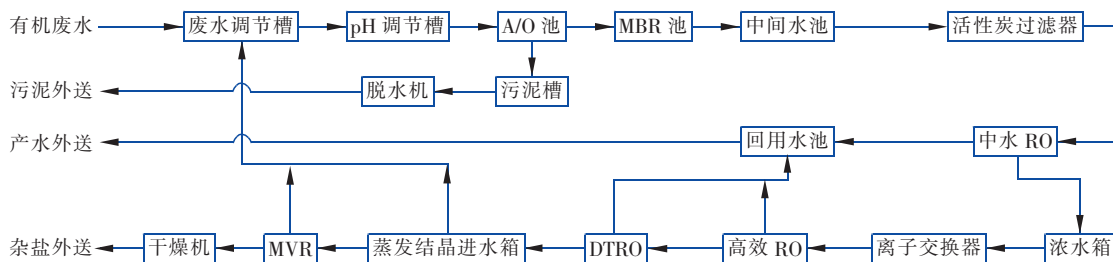 有机废水 废水调节槽 pH 调节槽 A/O 池 MBR 池 中间水池 活性炭过滤器
污泥外送 脱水机 污泥槽
产水外送 回用水池 中水 RO
杂盐外送 干燥机 MVR 蒸发结晶进水箱 DTRO 高效 RO 离子交换器 浓水箱